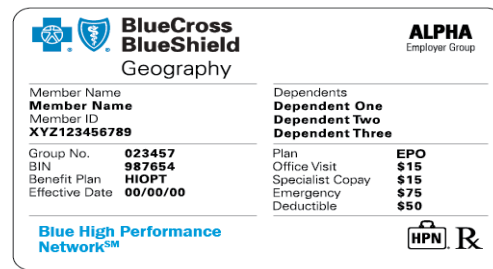 BlueCross
BlueShield
Geography
ALPHA
Employer Group
Member Name
Member Name
Member ID
XYZ123456789
Dependents
Dependent One
Dependent Two
Dependent Three
Group No. 023457
BIN 987654
Benefit Plan HIOPT
Effective Date 00/00/00
Plan EPO
Office Visit $15
Specialist Copay $15
Emergency $75
Deductible $50
Blue High Performance
Network℠
HPN Rx